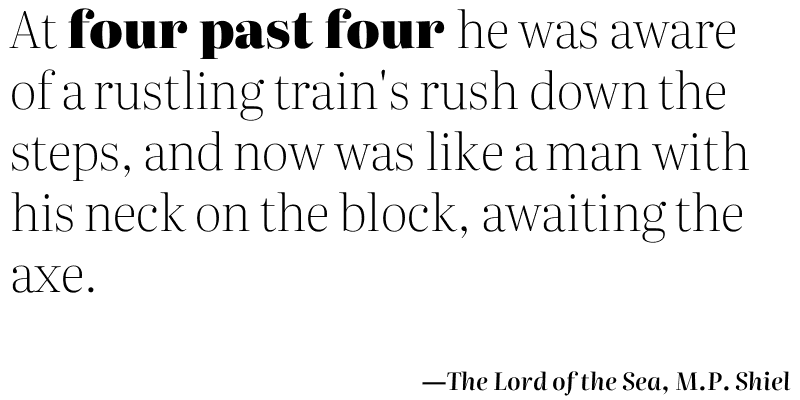 At four past four he was aware
of a rustling train's rush down the
steps, and now was like a man with
his neck on the block, awaiting the
axe.
—The Lord of the Sea, M.P. Shiel